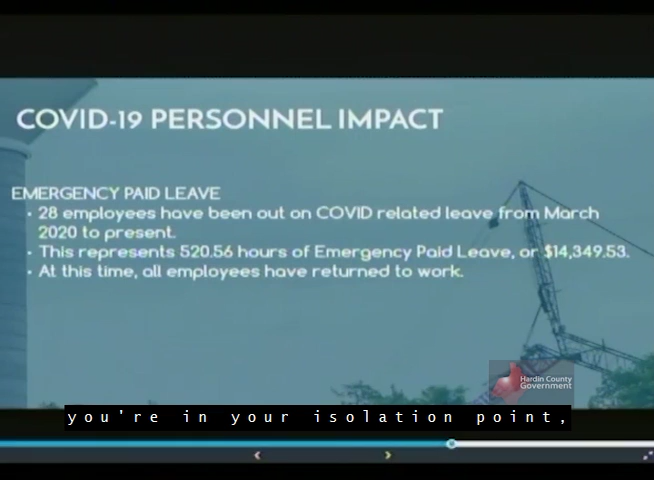 COVID-19 PERSONNEL IMPACT
EMERGENCY PAID LEAVE
• 28 employees have been out on COVID related leave from March
2020 to present.
• This represents 520.56 hours of Emergency Paid Leave, or $14,349.53.
• At this time, all employees have returned to work.
Hardin County
Government
you're in your isolation point,